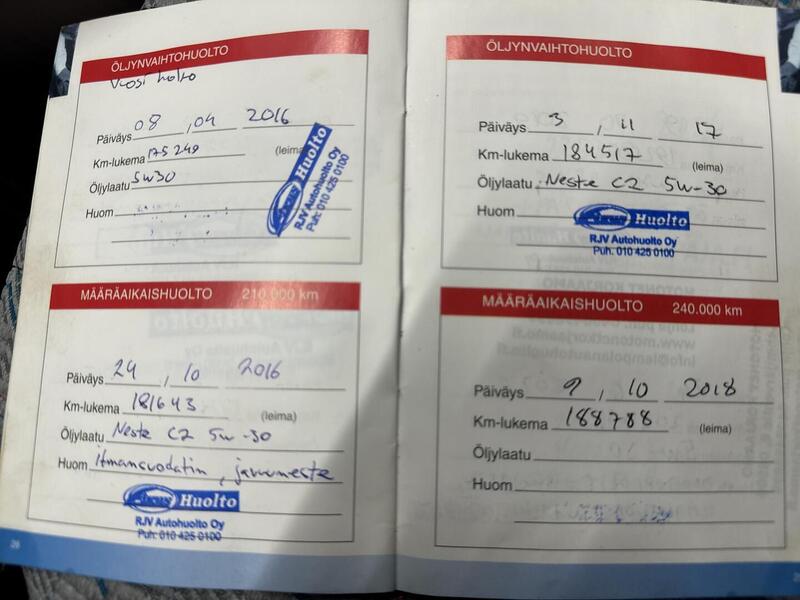 ÖLJYNVAIHTOHUOLTO
Päiväys 08 , 04 2016
Km-lukema 175249 (leima)
Öljylaatu 5W30
Huom
Huolto
RJV Autohuolto Oy
Puh: 010 425 0100
MÄÄRÄAIKAISHUOLTO 210.000 km
Päiväys 24 , 10 2016
Km-lukema 181643 (leima)
Öljylaatu Neste C2 5w-30
Huom ilmansuodatin, jarruneste
Huolto
RJV Autohuolto Oy
Puh. 010 425 0100
26
ÖLJYNVAIHTOHUOLTO
Päiväys 3 , 11 17
Km-lukema 184517 (leima)
Öljylaatu Neste C2 5w-30
Huom
Huolto
RJV Autohuolto Oy
Puh. 010 425 0100
MÄÄRÄAIKAISHUOLTO 240.000 km
Päiväys 9 , 10 2018
Km-lukema 188788 (leima)
Öljylaatu
Huom